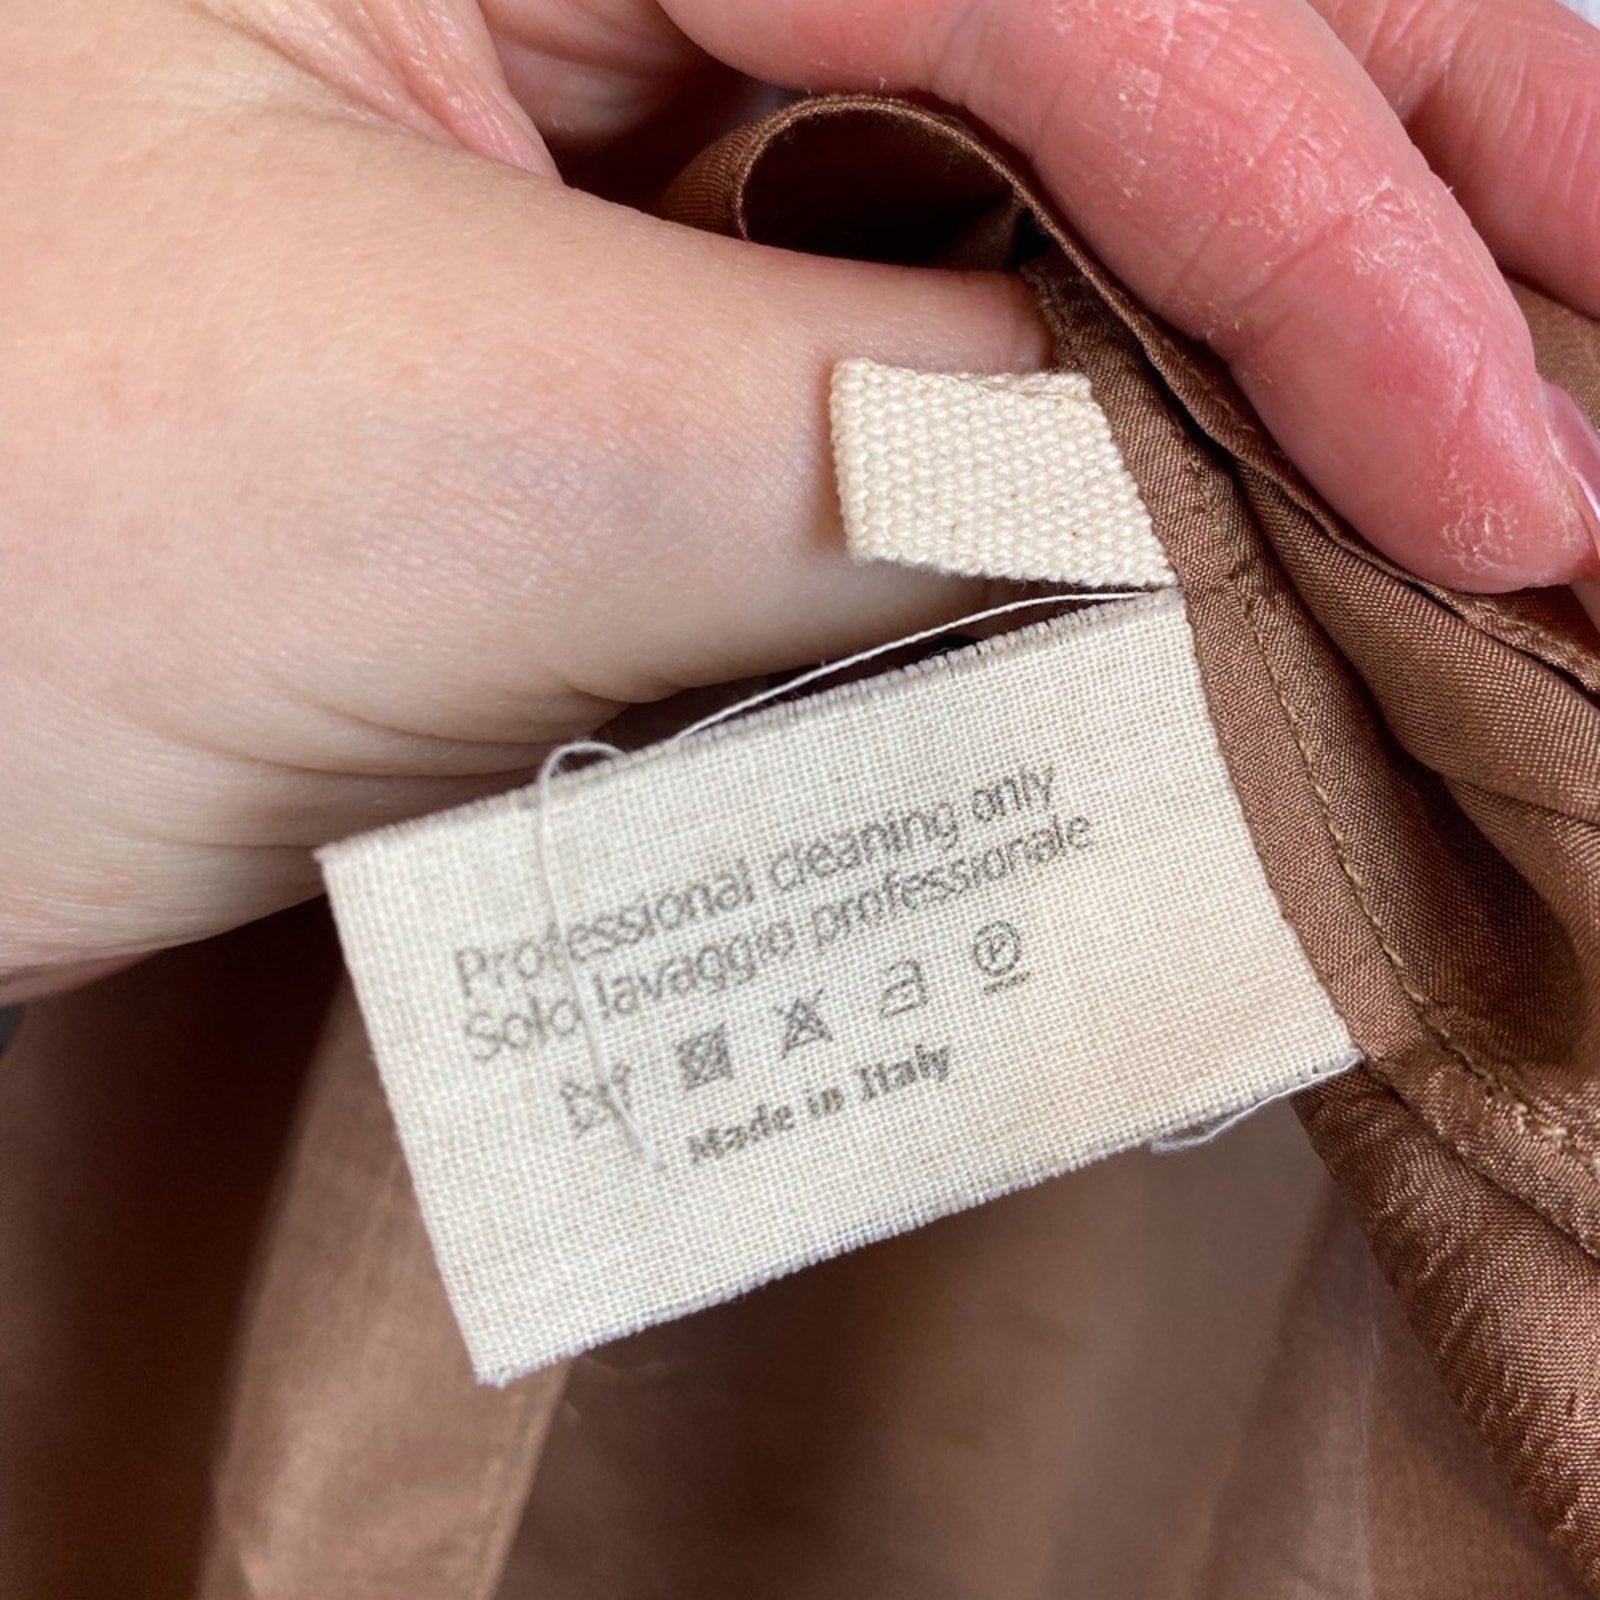 Professional cleaning only
Solo lavaggio professionale
P
Made in Italy